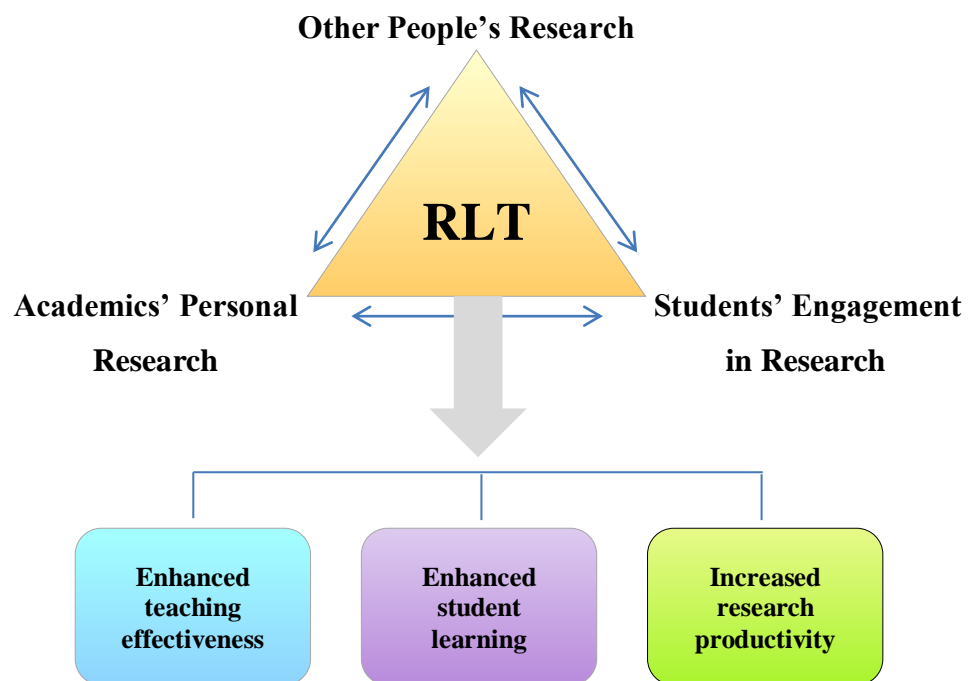 Other People’s Research
RLT
Academics’ Personal
Research
Students’ Engagement
in Research
Enhanced
teaching
effectiveness
Enhanced
student
learning
Increased
research
productivity